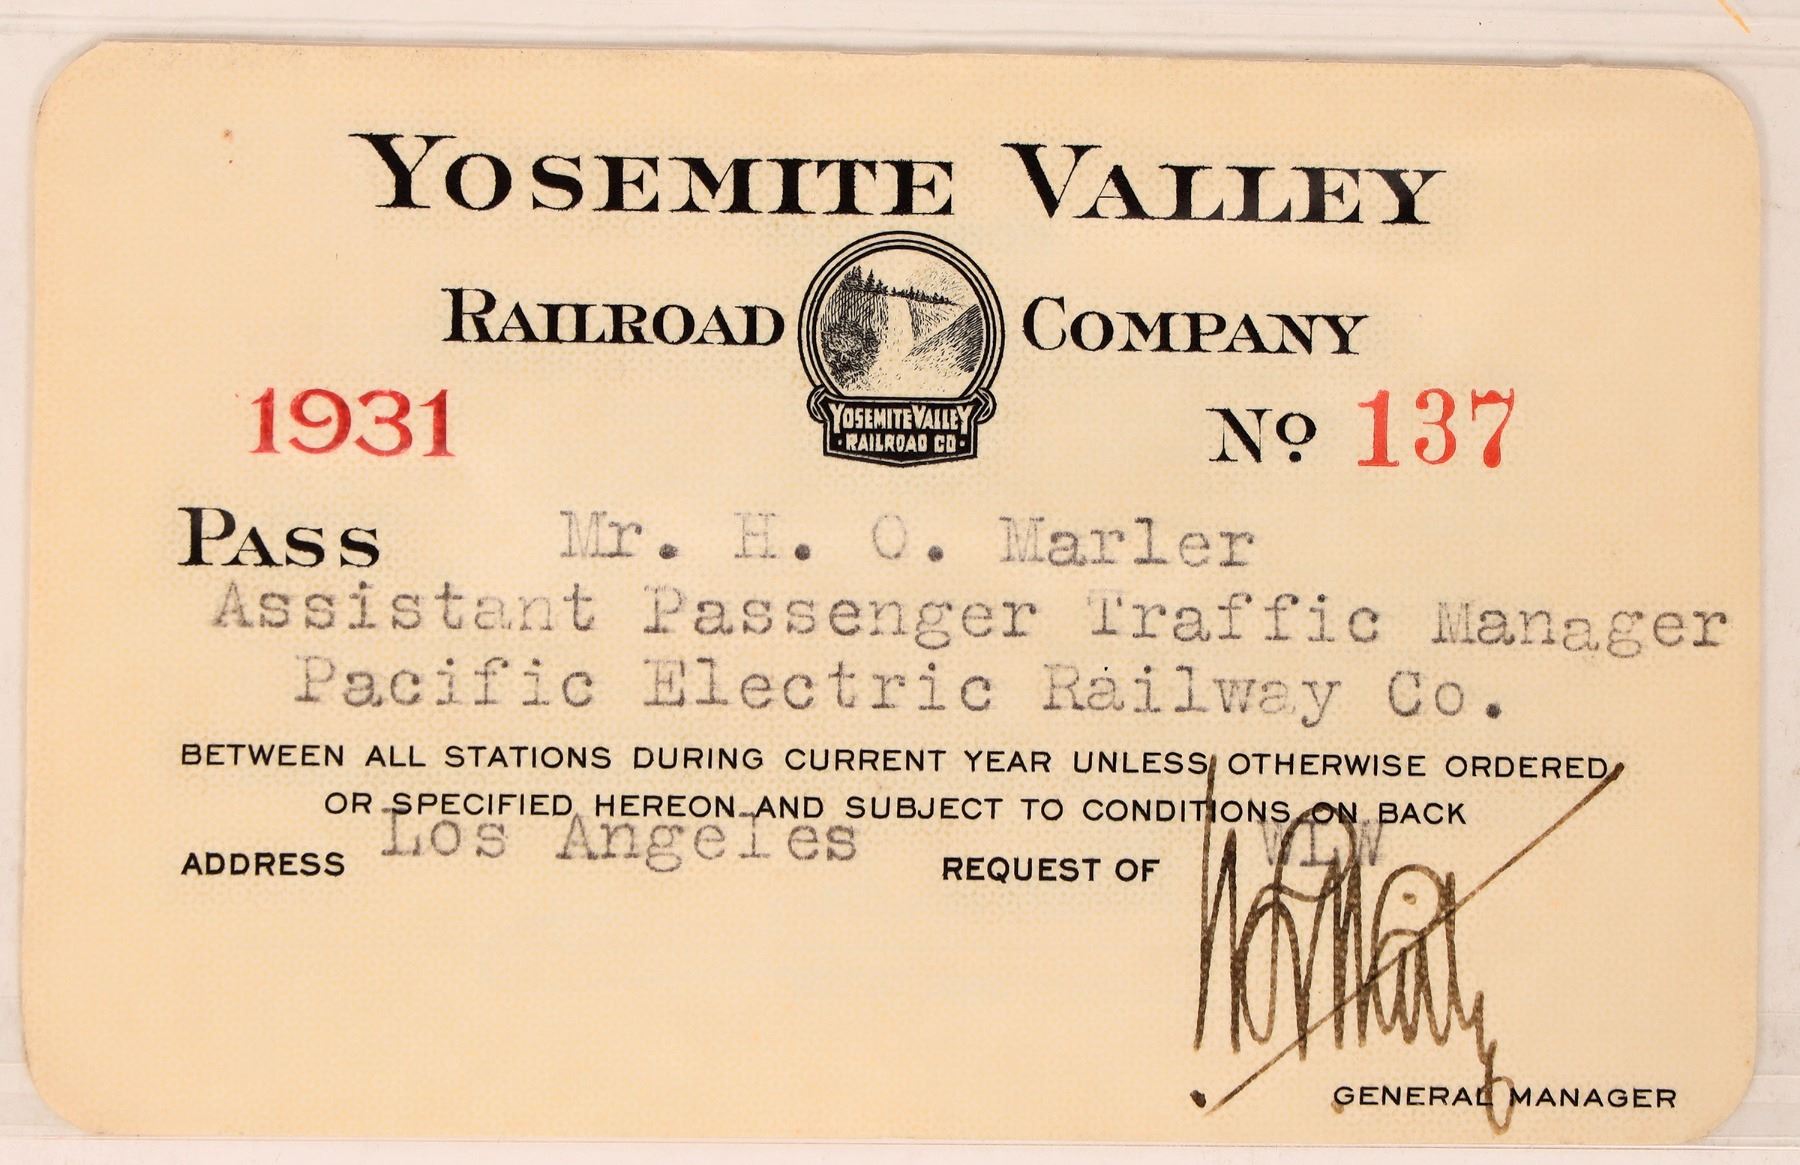 YOSEMITE VALLEY
RAILROAD COMPANY
YOSEMITE VALLEY
·RAILROAD CO·
1931 No. 137
PASS Mr. H. O. Marler
Assistant Passenger Traffic Manager
Pacific Electric Railway Co.
BETWEEN ALL STATIONS DURING CURRENT YEAR UNLESS OTHERWISE ORDERED,
OR SPECIFIED HEREON AND SUBJECT TO CONDITIONS ON BACK
ADDRESS Los Angeles REQUEST OF WLW
GENERAL MANAGER